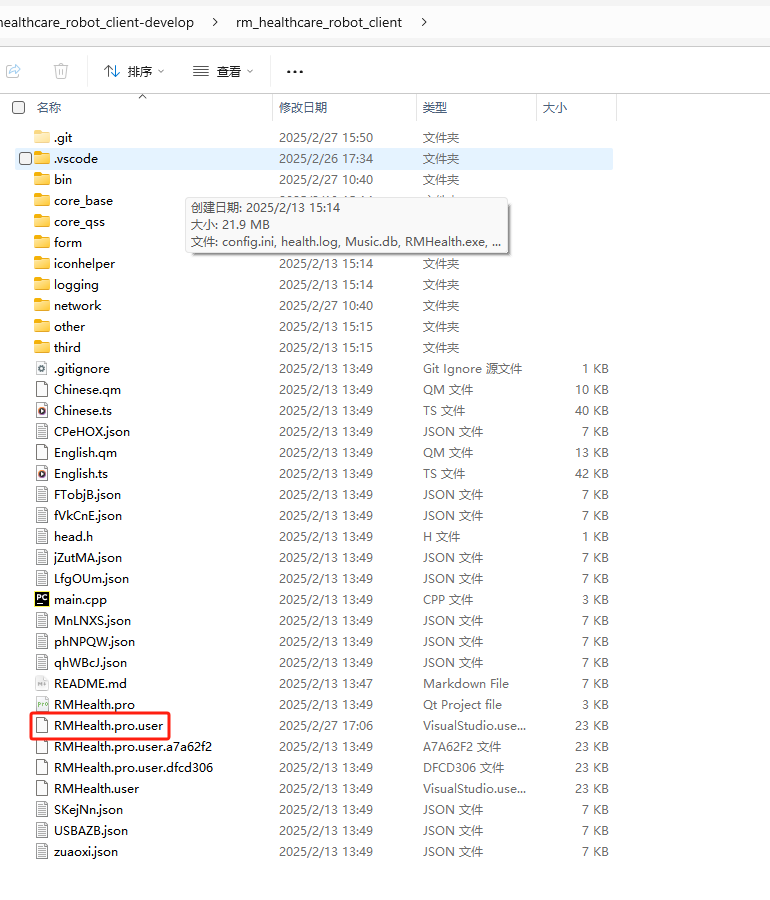 healthcare_robot_client-develop > rm_healthcare_robot_client >
排序 查看 ...
名称 修改日期 类型 大小
.git 2025/2/27 15:50 文件夹
.vscode 2025/2/26 17:34 文件夹
bin 2025/2/27 10:40 文件夹
core_base
创建日期: 2025/2/13 15:14
core_qss
大小: 21.9 MB
form
文件: config.ini, health.log, Music.db, RMHealth.exe, ...
iconhelper 2025/2/13 15:14 文件夹
logging 2025/2/13 15:14 文件夹
network 2025/2/27 10:40 文件夹
other 2025/2/13 15:15 文件夹
third 2025/2/13 15:15 文件夹
.gitignore 2025/2/13 13:49 Git Ignore 源文件 1 KB
Chinese.qm 2025/2/13 13:49 QM 文件 10 KB
Chinese.ts 2025/2/13 13:49 TS 文件 40 KB
CPeHOX.json 2025/2/13 13:49 JSON 文件 7 KB
English.qm 2025/2/13 13:49 QM 文件 13 KB
English.ts 2025/2/13 13:49 TS 文件 42 KB
FTobjB.json 2025/2/13 13:49 JSON 文件 7 KB
fVkCnE.json 2025/2/13 13:49 JSON 文件 7 KB
head.h 2025/2/13 13:49 H 文件 1 KB
jZutMA.json 2025/2/13 13:49 JSON 文件 7 KB
LfgOUm.json 2025/2/13 13:49 JSON 文件 7 KB
PC main.cpp 2025/2/13 13:49 CPP 文件 3 KB
MnLNXS.json 2025/2/13 13:49 JSON 文件 7 KB
phNPQW.json 2025/2/13 13:49 JSON 文件 7 KB
qhWBcJ.json 2025/2/13 13:49 JSON 文件 7 KB
README.md 2025/2/13 13:47 Markdown File 7 KB
RMHealth.pro 2025/2/13 13:49 Qt Project file 3 KB
RMHealth.pro.user 2025/2/27 17:06 VisualStudio.use... 23 KB
RMHealth.pro.user.a7a62f2 2025/2/13 13:49 A7A62F2 文件 23 KB
RMHealth.pro.user.dfcd306 2025/2/13 13:49 DFCD306 文件 23 KB
RMHealth.user 2025/2/13 13:49 VisualStudio.use... 23 KB
SKejNn.json 2025/2/13 13:49 JSON 文件 7 KB
USBAZB.json 2025/2/13 13:49 JSON 文件 7 KB
zuaoxi.json 2025/2/13 13:49 JSON 文件 7 KB